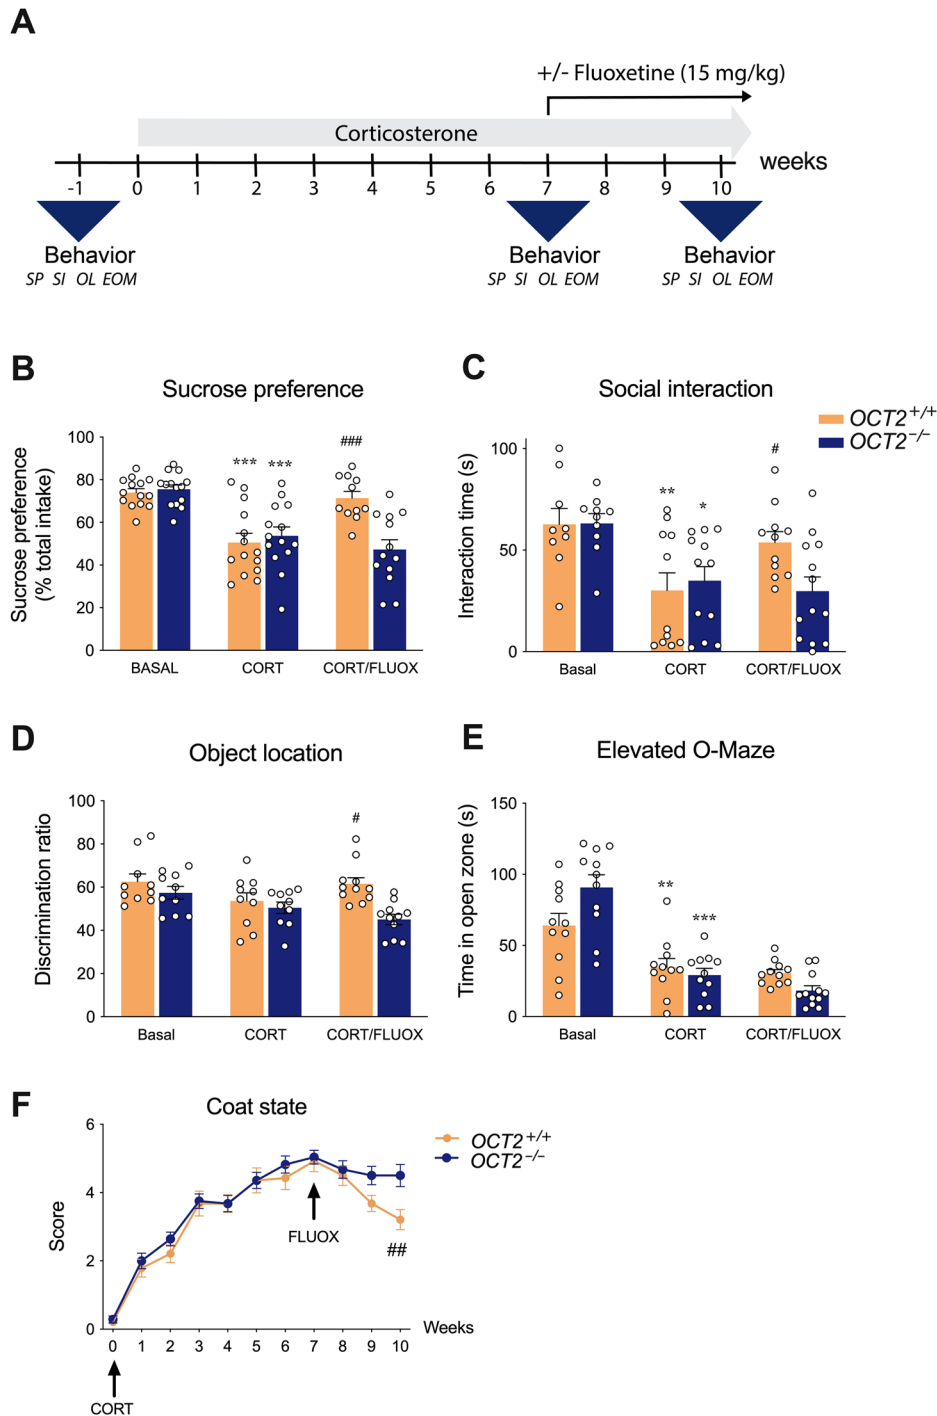 A
+/- Fluoxetine (15 mg/kg)
Corticosterone
weeks
-1 0 1 2 3 4 5 6 7 8 9 10
Behavior Behavior Behavior
SP SI OL EOM SP SI OL EOM SP SI OL EOM
B
Sucrose preference
Sucrose preference
(% total intake)
100
80
60
40
20
0
*** *** ###
BASAL CORT CORT/FLUOX
C
Social interaction
OCT2+/+
OCT2-/-
Interaction time (s)
100
50
0
** * #
Basal CORT CORT/FLUOX
D
Object location
Discrimination ratio
100
80
60
40
20
0
#
Basal CORT CORT/FLUOX
E
Elevated O-Maze
Time in open zone (s)
150
100
50
0
** ***
Basal CORT CORT/FLUOX
F
Coat state
OCT2+/+
OCT2-/-
Score
6
4
2
0
FLUOX
##
0 1 2 3 4 5 6 7 8 9 10 Weeks
CORT